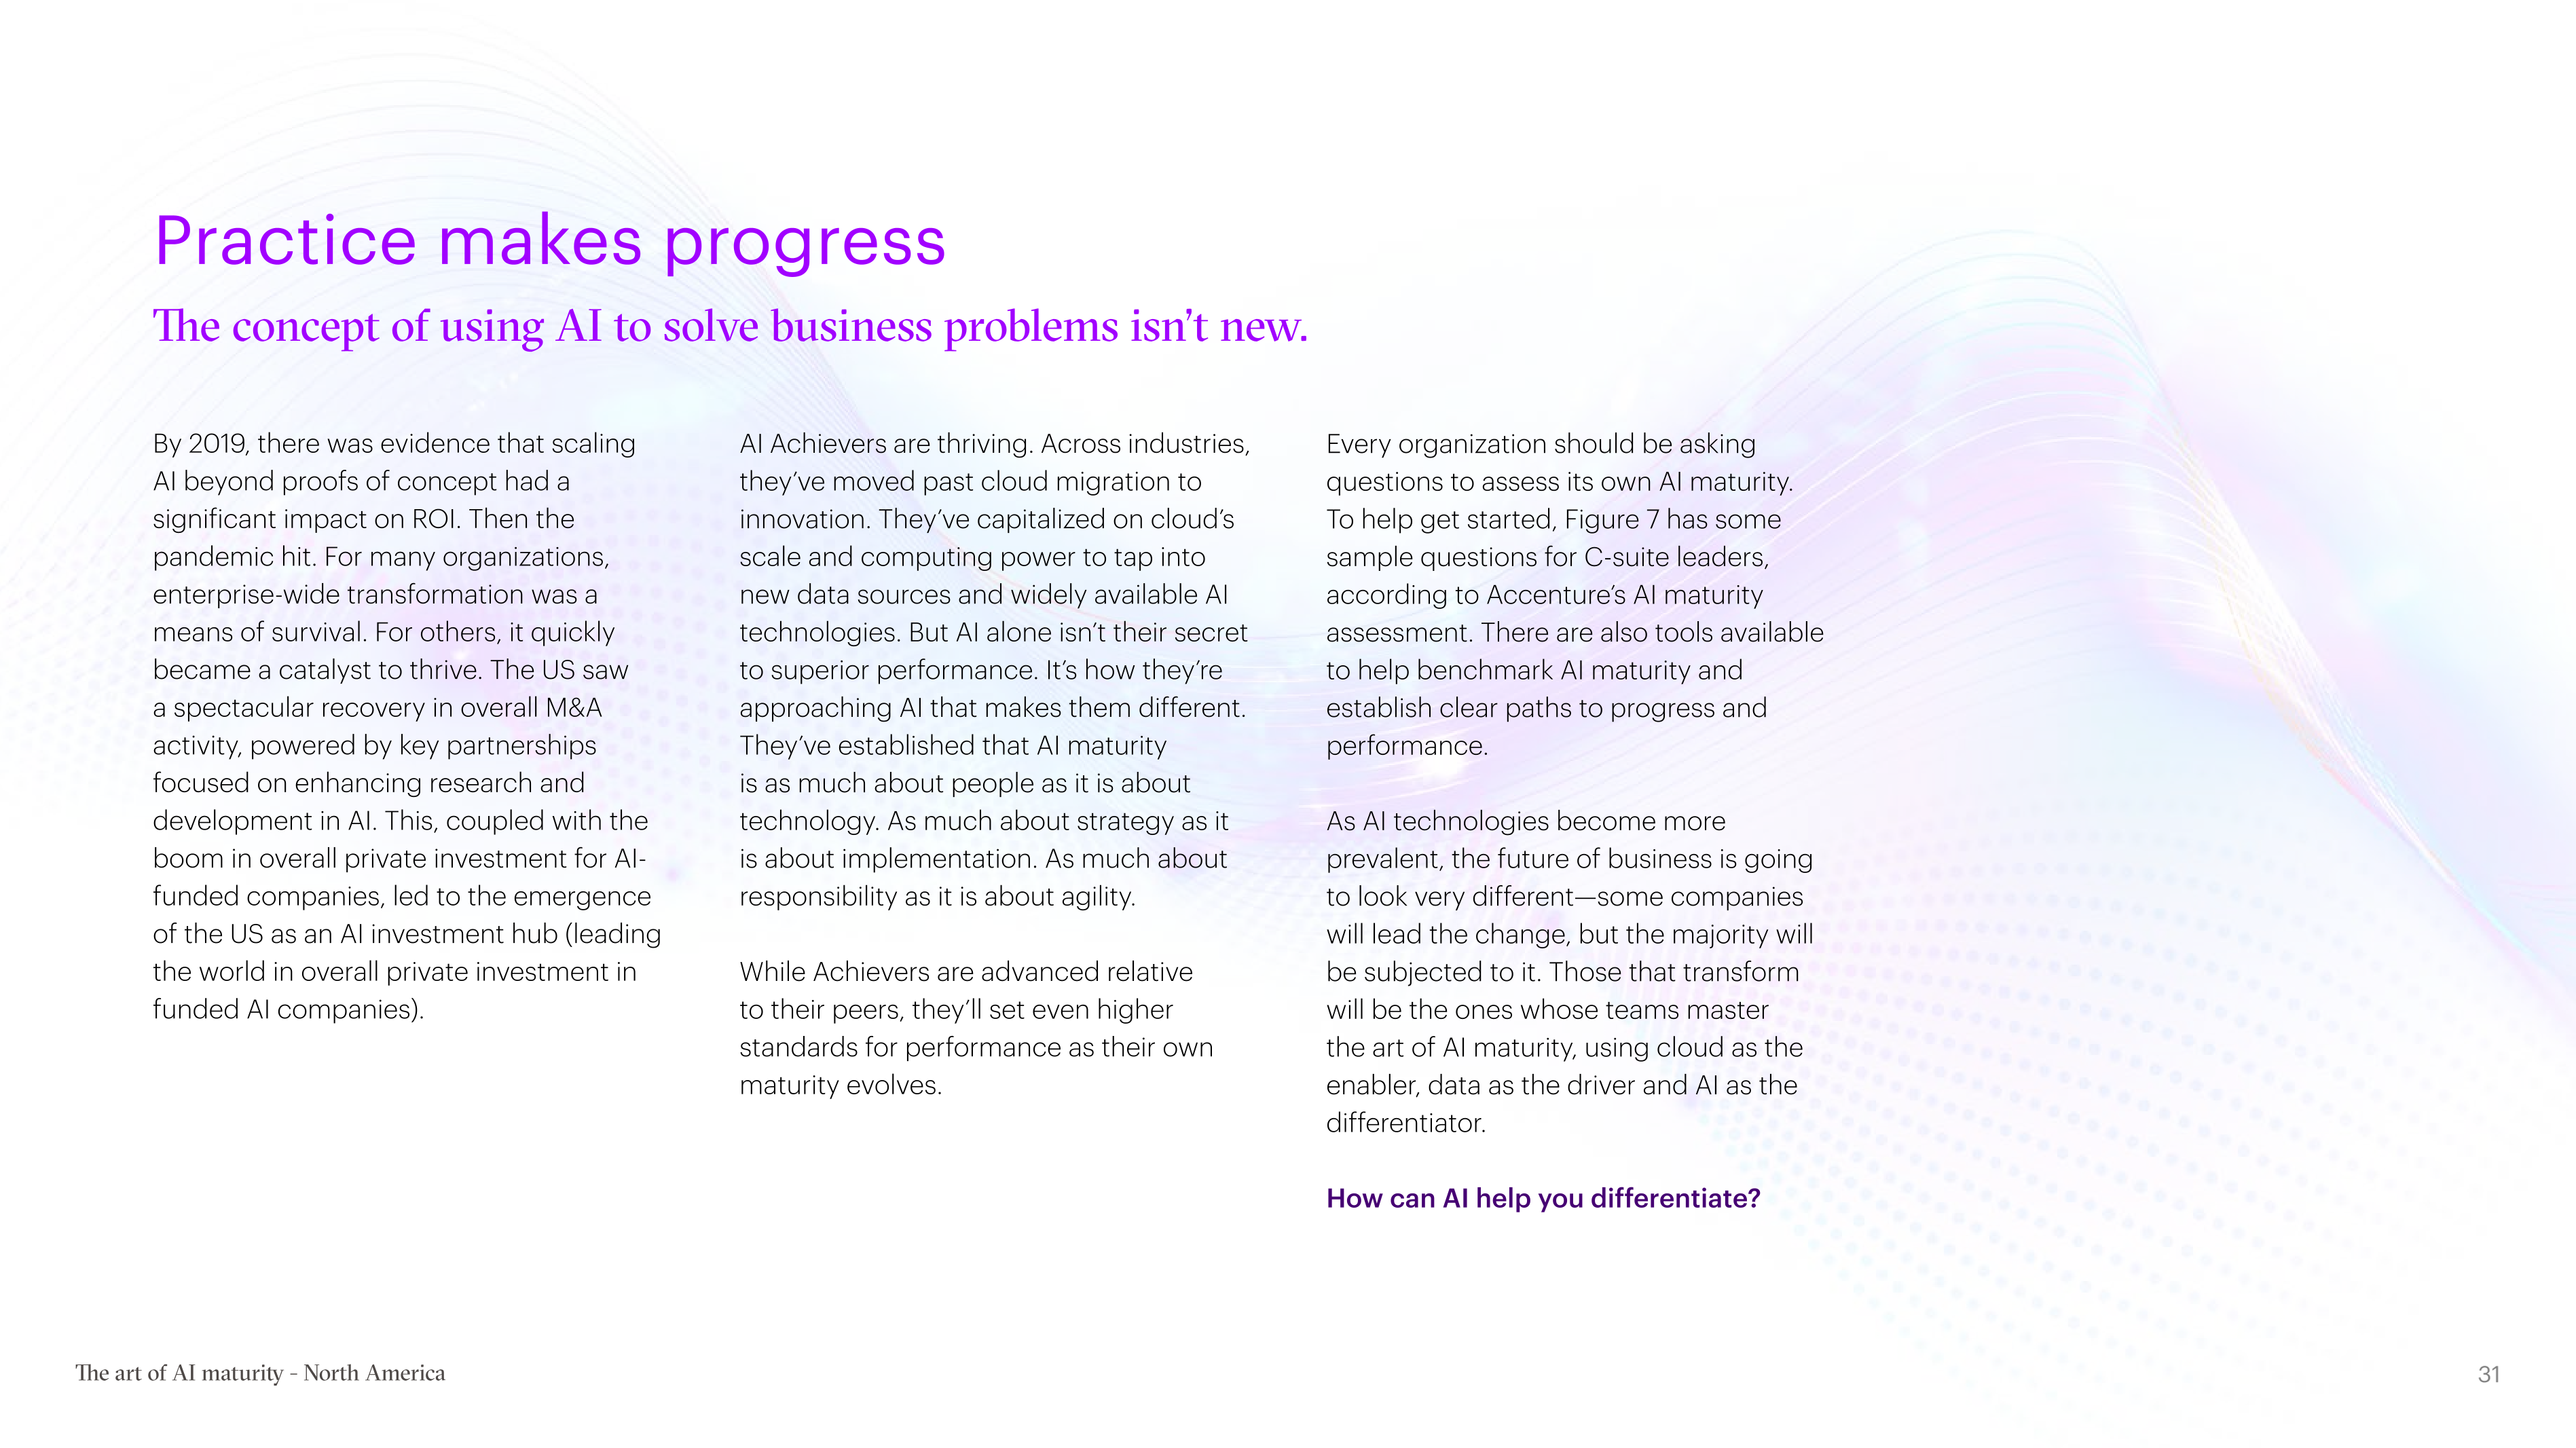 Practice makes progress
The concept of using AI to solve business problems isn’t new.
By 2019, there was evidence that scaling
AI beyond proofs of concept had a
significant impact on ROI. Then the
pandemic hit. For many organizations,
enterprise-wide transformation was a
means of survival. For others, it quickly
became a catalyst to thrive. The US saw
a spectacular recovery in overall M&A
activity, powered by key partnerships
focused on enhancing research and
development in AI. This, coupled with the
boom in overall private investment for AI-
funded companies, led to the emergence
of the US as an AI investment hub (leading
the world in overall private investment in
funded AI companies).
AI Achievers are thriving. Across industries,
they’ve moved past cloud migration to
innovation. They’ve capitalized on cloud’s
scale and computing power to tap into
new data sources and widely available AI
technologies. But AI alone isn’t their secret
to superior performance. It’s how they’re
approaching AI that makes them different.
They’ve established that AI maturity
is as much about people as it is about
technology. As much about strategy as it
is about implementation. As much about
responsibility as it is about agility.
While Achievers are advanced relative
to their peers, they’ll set even higher
standards for performance as their own
maturity evolves.
Every organization should be asking
questions to assess its own AI maturity.
To help get started, Figure 7 has some
sample questions for C-suite leaders,
according to Accenture’s AI maturity
assessment. There are also tools available
to help benchmark AI maturity and
establish clear paths to progress and
performance.
As AI technologies become more
prevalent, the future of business is going
to look very different—some companies
will lead the change, but the majority will
be subjected to it. Those that transform
will be the ones whose teams master
the art of AI maturity, using cloud as the
enabler, data as the driver and AI as the
differentiator.
How can AI help you differentiate?
The art of AI maturity - North America
31